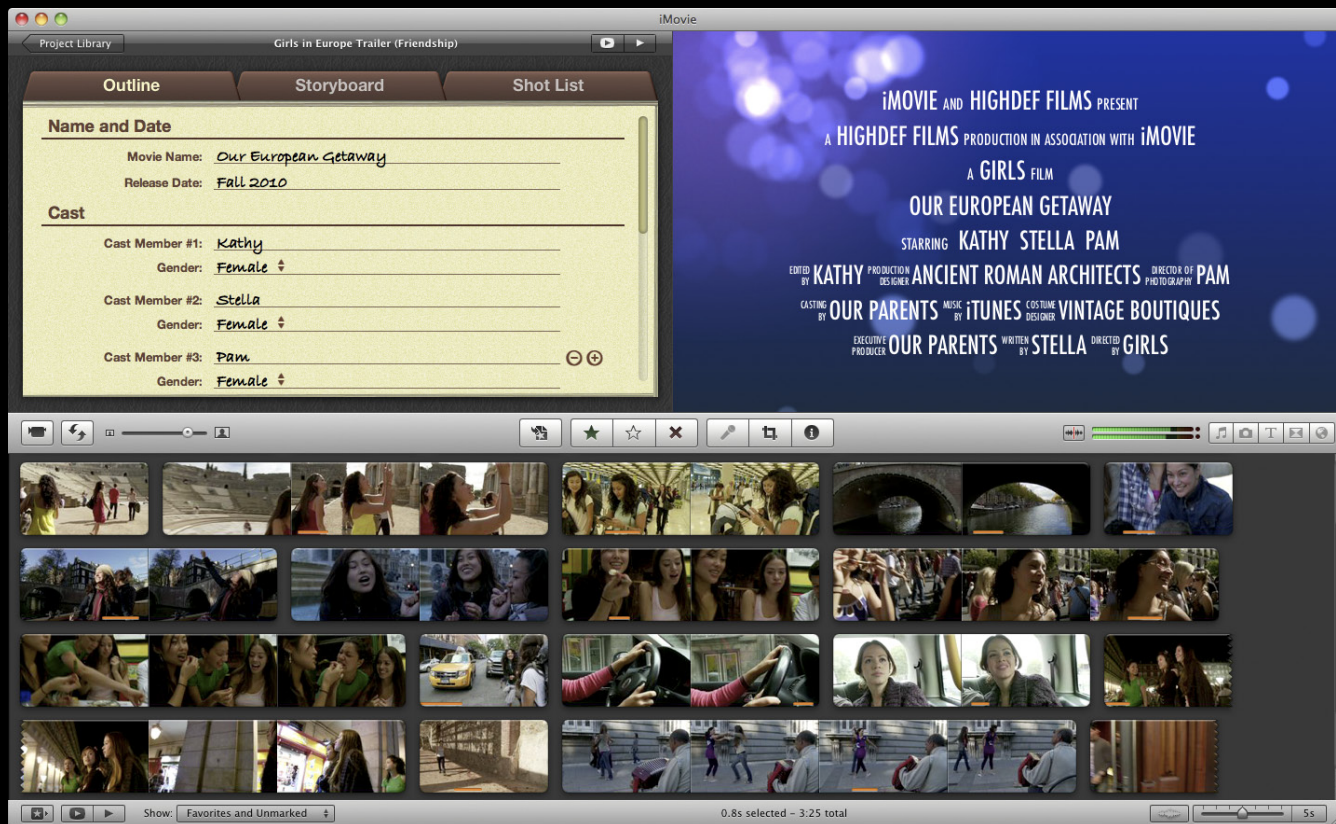 iMovie
Project Library
Girls in Europe Trailer (Friendship)
Outline
Storyboard
Shot List
Name and Date
Movie Name: Our European Getaway
Release Date: Fall 2010
Cast
Cast Member #1: Kathy
Gender: Female
Cast Member #2: Stella
Gender: Female
Cast Member #3: Pam
Gender: Female
iMOVIE AND HIGHDEF FILMS PRESENT
A HIGHDEF FILMS PRODUCTION IN ASSOCIATION WITH iMOVIE
A GIRLS FILM
OUR EUROPEAN GETAWAY
STARRING KATHY STELLA PAM
EDITED BY KATHY PRODUCTION DESIGNER ANCIENT ROMAN ARCHITECTS DIRECTOR OF PHOTOGRAPHY PAM
CASTING BY OUR PARENTS MUSIC BY iTUNES COSTUME DESIGNER VINTAGE BOUTIQUES
EXECUTIVE PRODUCER OUR PARENTS WRITTEN BY STELLA DIRECTED BY GIRLS
T
Show: Favorites and Unmarked
0.8s selected – 3:25 total
5s